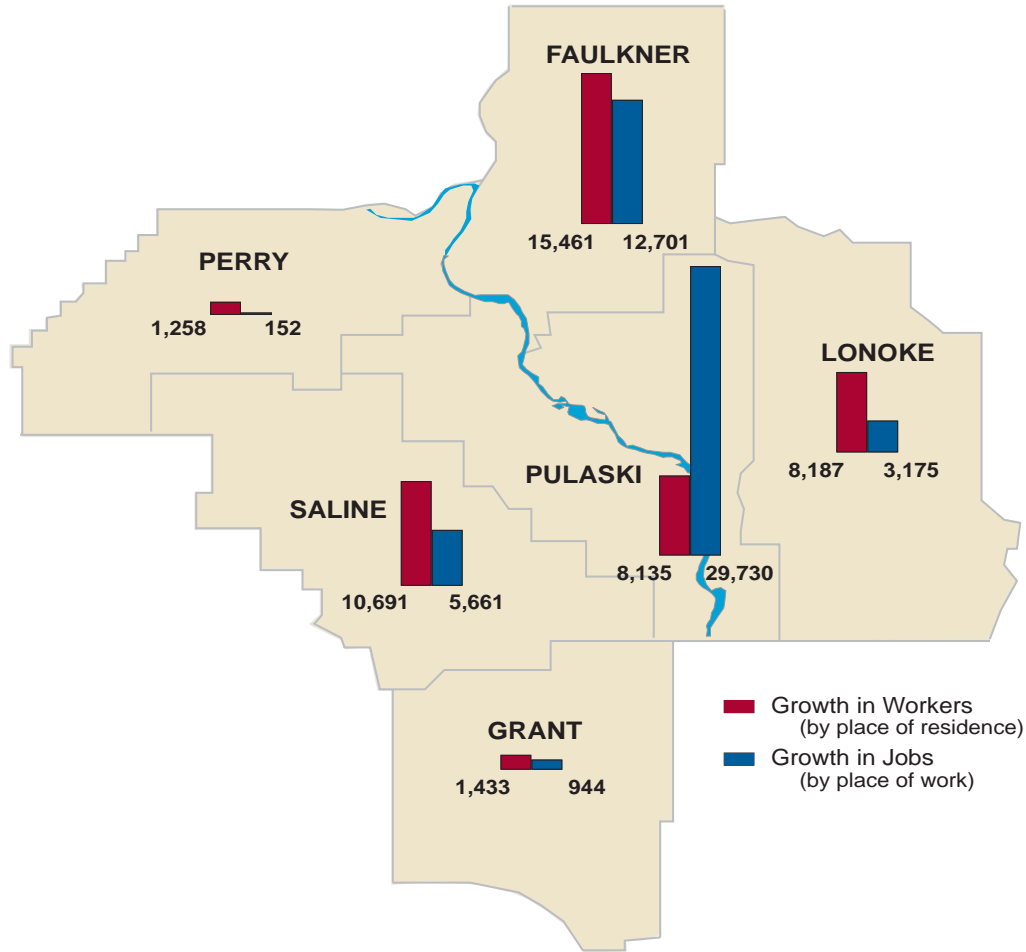 FAULKNER
15,461 12,701
PERRY
1,258 152
LONOKE
8,187 3,175
PULASKI
8,135 29,730
SALINE
10,691 5,661
GRANT
1,433 944
Growth in Workers
(by place of residence)
Growth in Jobs
(by place of work)